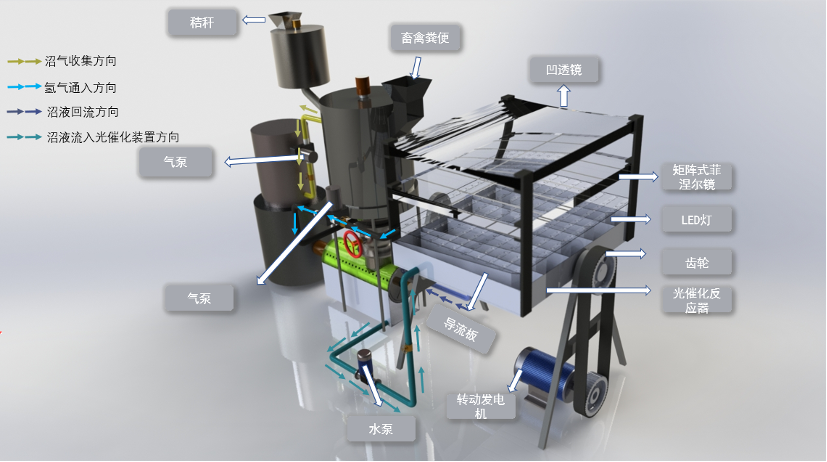 秸秆
畜禽粪便
凹透镜
沼气收集方向
氢气通入方向
沼液回流方向
沼液流入光催化装置方向
气泵
矩阵式菲
涅尔镜
LED灯
齿轮
气泵
光催化反
应器
导流板
转动发电
机
水泵